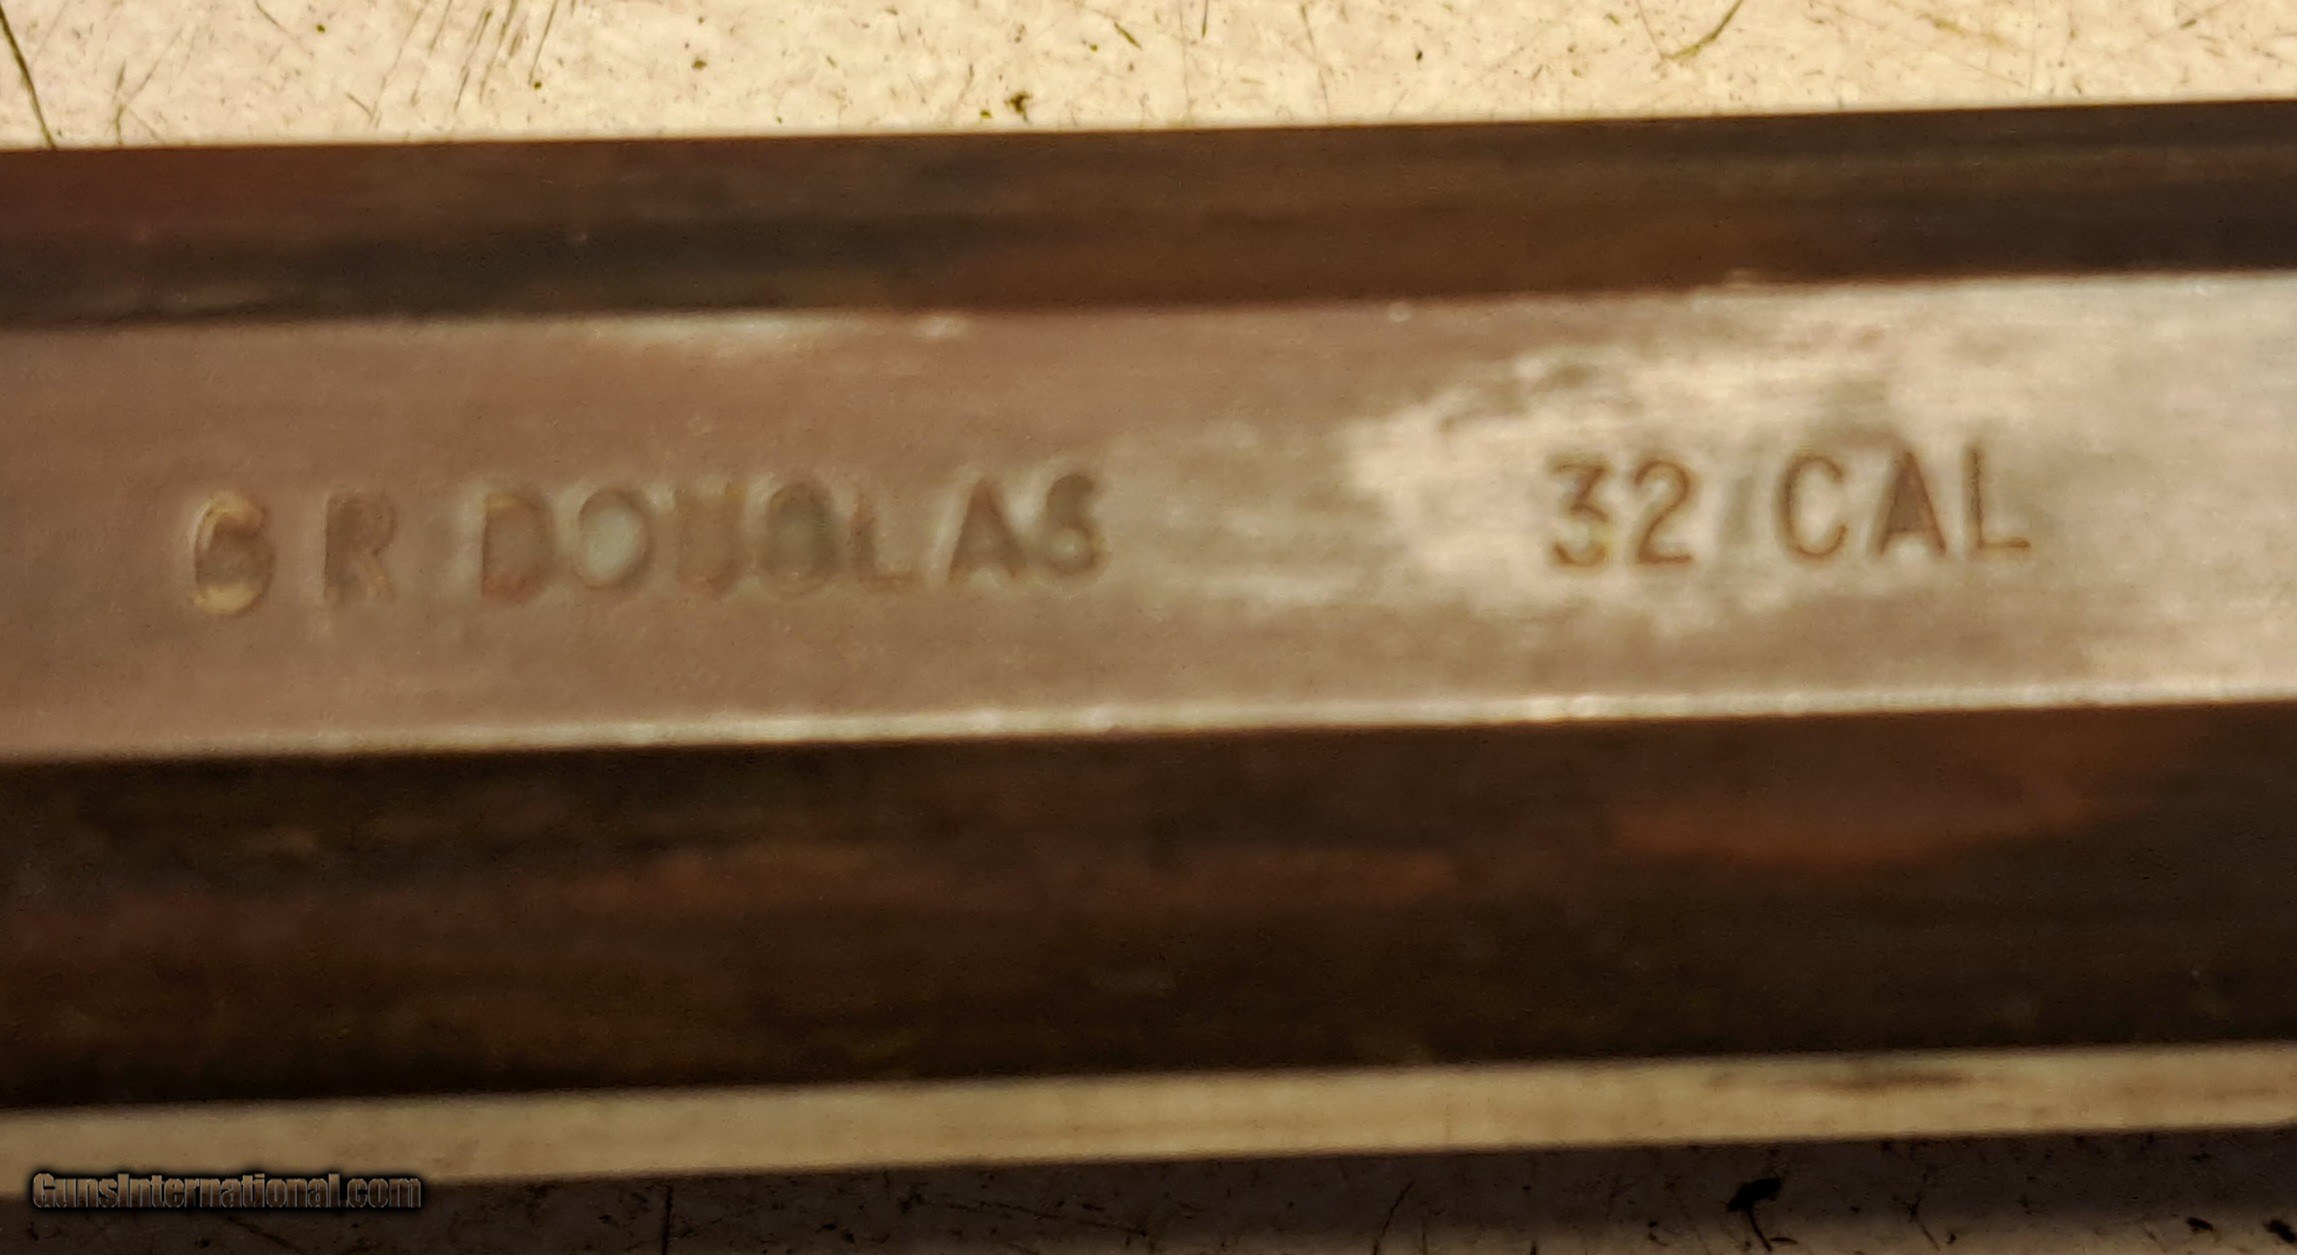 G R DOUGLAS 32 CAL
GunsInternational.com